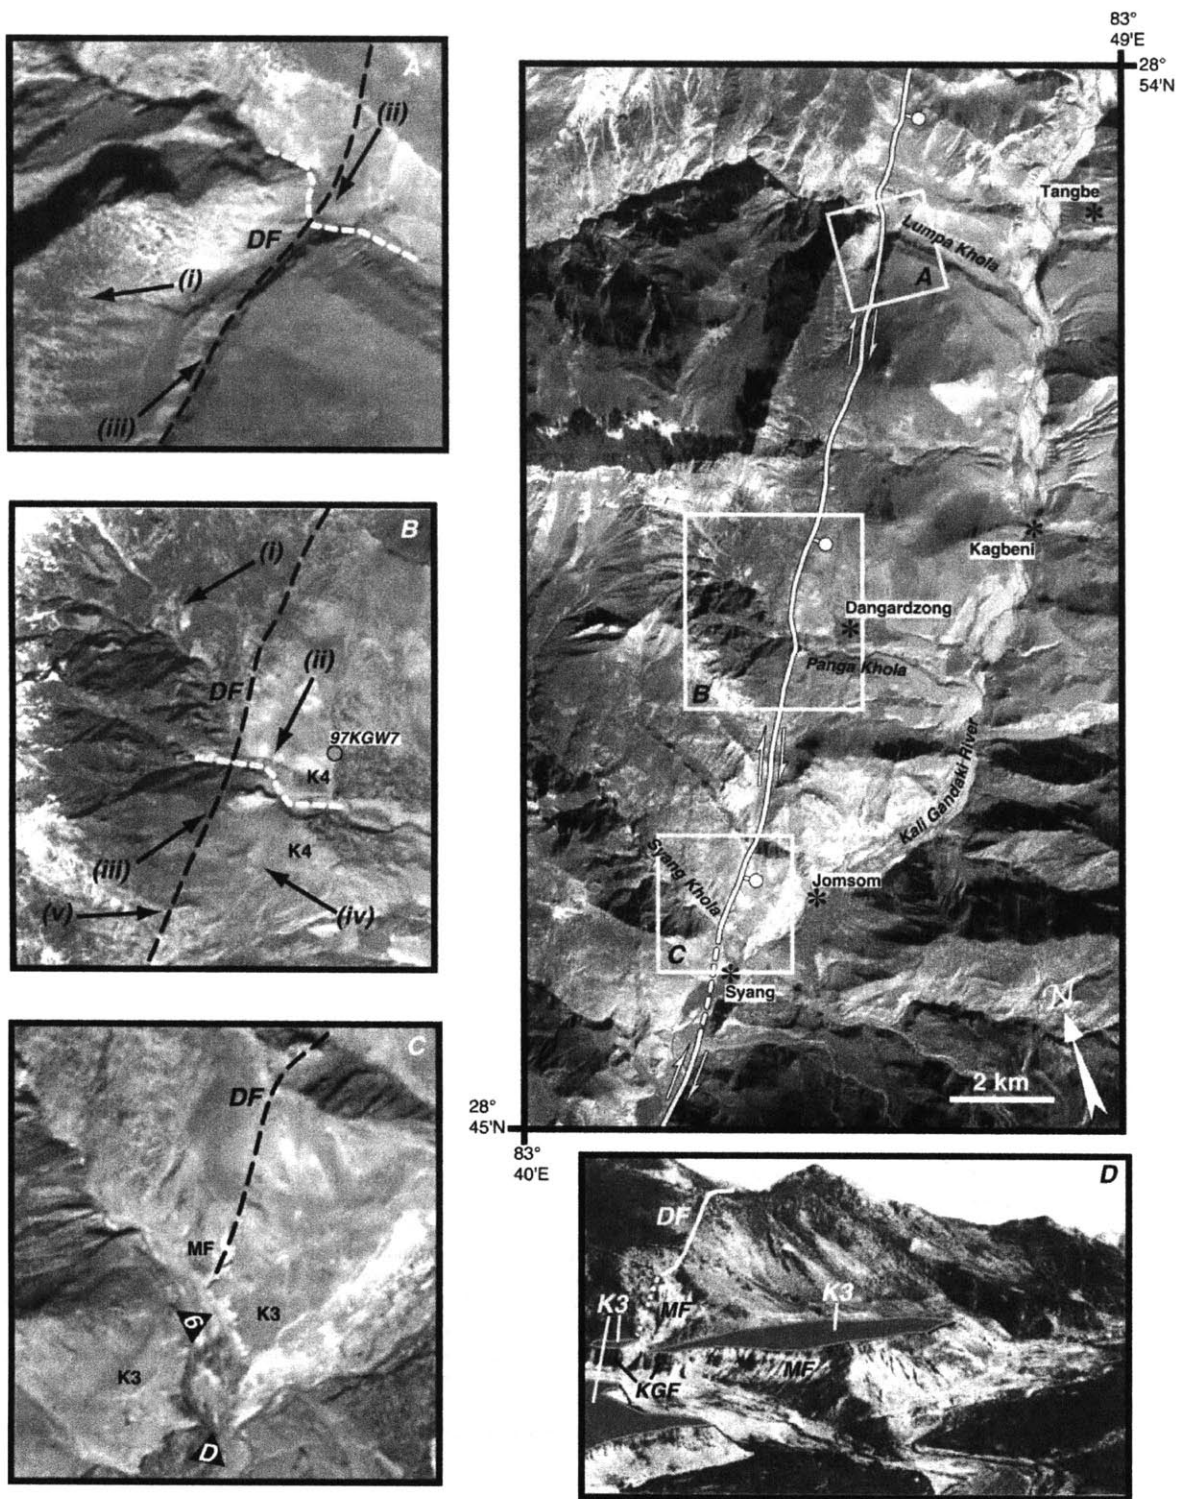 A
(ii)
DF
(i)
(iii)
B
(i)
DF
(ii)
97KGW7
K4
(iii)
K4
(v)
(iv)
C
DF
MF
K3
6
K3
D
83°
49'E
28°
54'N
Tangbe
Lumpa Khola
A
Kagbeni
Dangardzong
Panga Khola
B
Kali Gandaki River
Syang Khola
Jomsom
C
Syang
N
2 km
28°
45'N
83°
40'E
D
DF
K3
K3
MF
MF
KGF